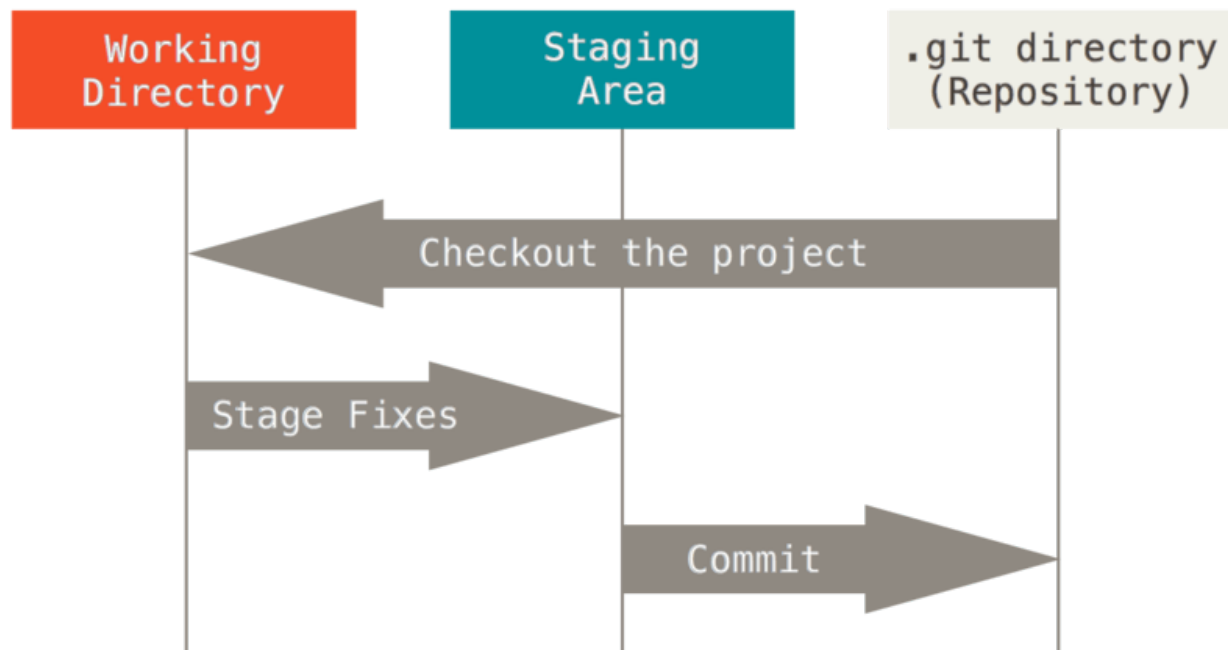 Working
Directory
Staging
Area
.git directory
(Repository)
Checkout the project
Stage Fixes
Commit